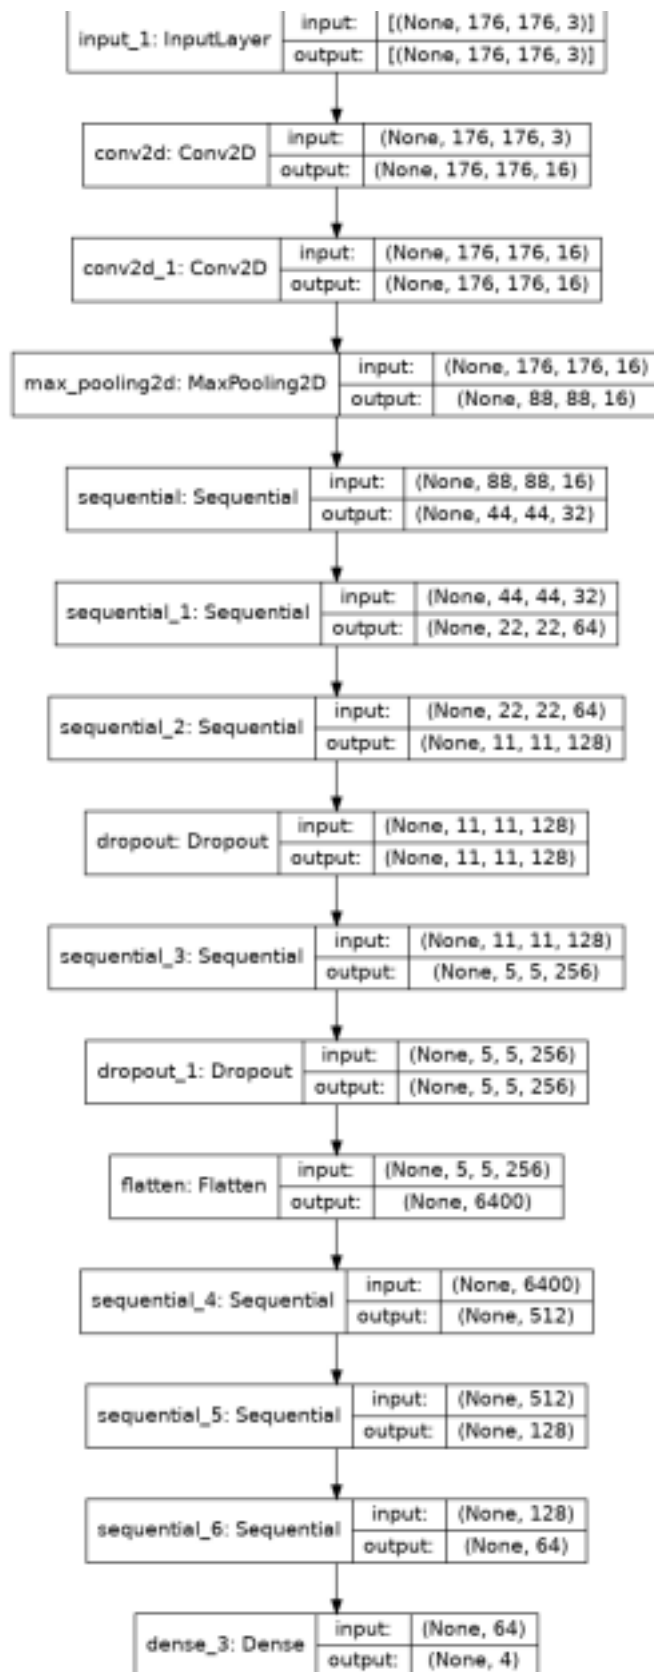 input_1: InputLayer
input: [(None, 176, 176, 3)]
output: [(None, 176, 176, 3)]
conv2d: Conv2D
input: (None, 176, 176, 3)
output: (None, 176, 176, 16)
conv2d_1: Conv2D
input: (None, 176, 176, 16)
output: (None, 176, 176, 16)
max_pooling2d: MaxPooling2D
input: (None, 176, 176, 16)
output: (None, 88, 88, 16)
sequential: Sequential
input: (None, 88, 88, 16)
output: (None, 44, 44, 32)
sequential_1: Sequential
input: (None, 44, 44, 32)
output: (None, 22, 22, 64)
sequential_2: Sequential
input: (None, 22, 22, 64)
output: (None, 11, 11, 128)
dropout: Dropout
input: (None, 11, 11, 128)
output: (None, 11, 11, 128)
sequential_3: Sequential
input: (None, 11, 11, 128)
output: (None, 5, 5, 256)
dropout_1: Dropout
input: (None, 5, 5, 256)
output: (None, 5, 5, 256)
flatten: Flatten
input: (None, 5, 5, 256)
output: (None, 6400)
sequential_4: Sequential
input: (None, 6400)
output: (None, 512)
sequential_5: Sequential
input: (None, 512)
output: (None, 128)
sequential_6: Sequential
input: (None, 128)
output: (None, 64)
dense_3: Dense
input: (None, 64)
output: (None, 4)